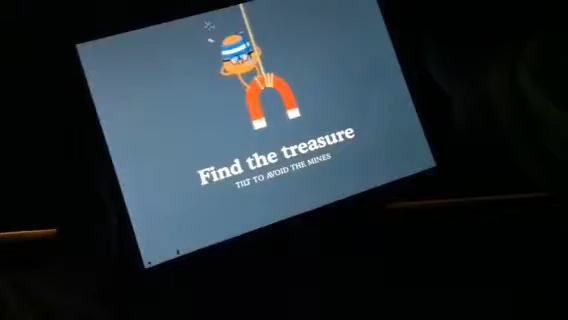 Find the treasure
TILT TO AVOID THE MINES